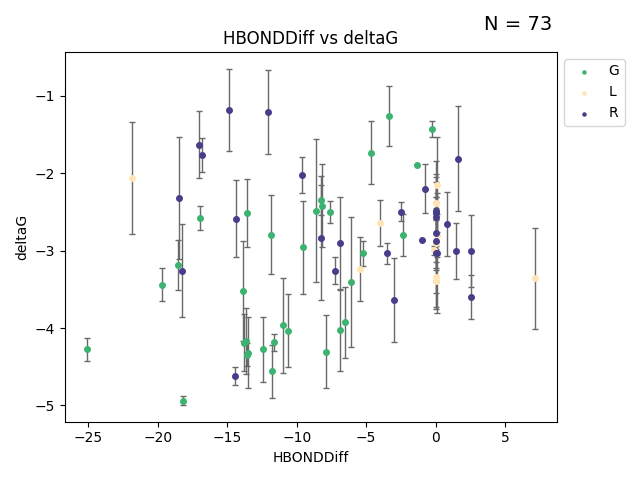 N = 73
HBONDDiff vs deltaG
G
L
R
−1
−2
−3
−4
−5
deltaG
−25
−20
−15
−10
−5
0
5
HBONDDiff